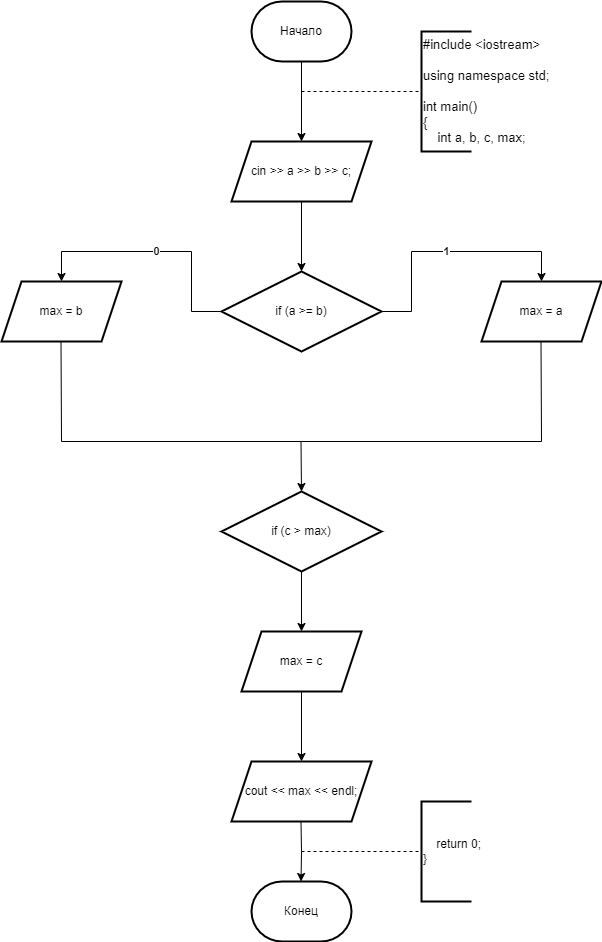 Начало
#include <iostream>
using namespace std;
int main()
{
int a, b, c, max;
cin >> a >> b >> c;
0
1
if (a >= b)
max = b
max = a
if (c > max)
max = c
cout << max << endl;
return 0;
}
Конец